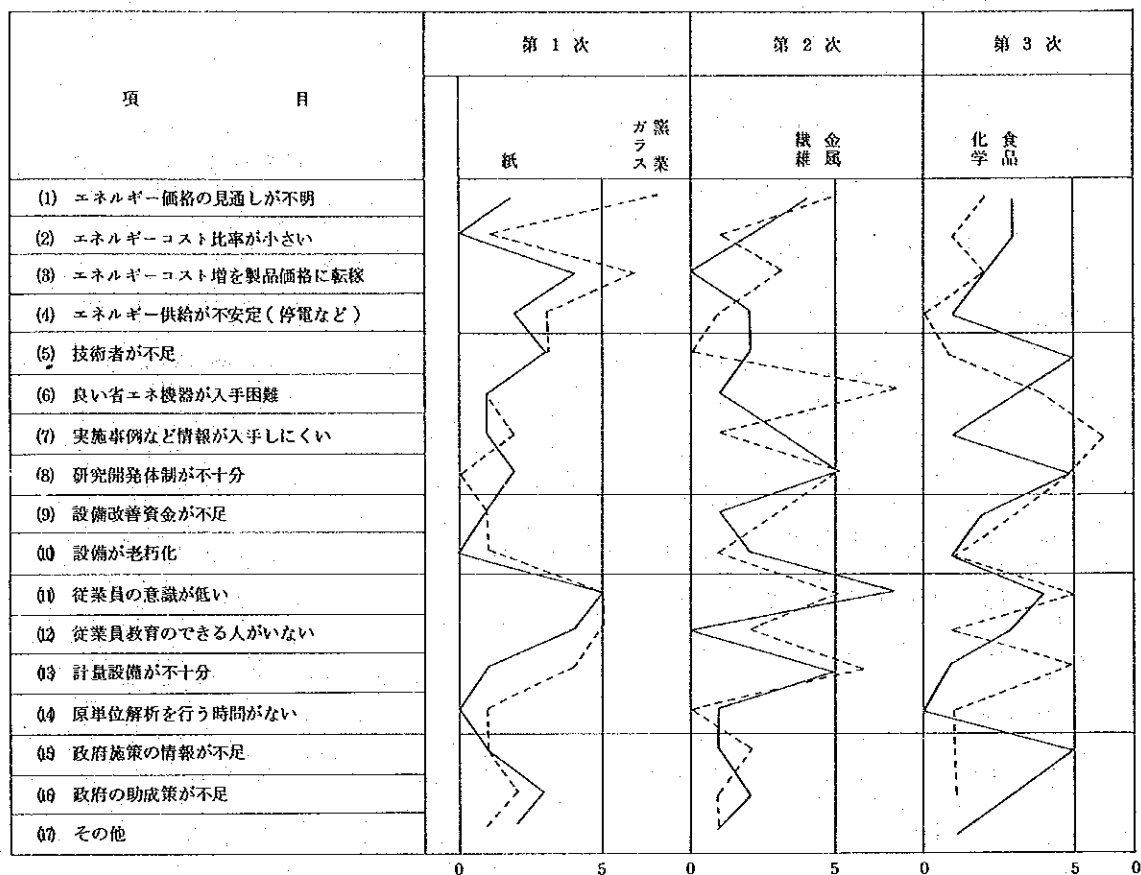 項 目
第 1 次
第 2 次
第 3 次
紙
ガラス
窯業
繊維
金属
化学
食品
(1) エネルギー価格の見通しが不明
(2) エネルギーコスト比率が小さい
(3) エネルギーコスト増を製品価格に転稼
(4) エネルギー供給が不安定(停電など)
(5) 技術者が不足
(6) 良い省エネ機器が入手困難
(7) 実施事例など情報が入手しにくい
(8) 研究開発体制が不十分
(9) 設備改善資金が不足
(10) 設備が老朽化
(11) 従業員の意識が低い
(12) 従業員教育のできる人がいない
(13) 計量設備が不十分
(14) 原単位解析を行う時間がない
(15) 政府施策の情報が不足
(16) 政府の助成策が不足
(17) その他
0 5 0 5 0 5 0